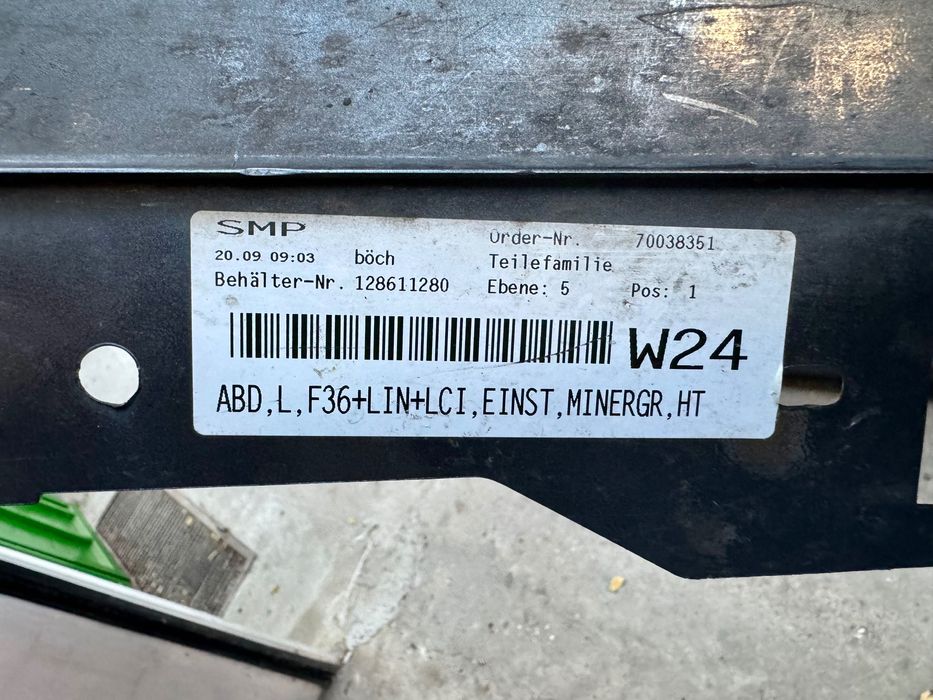 SMP
Order-Nr. 70038351
20.09 09:03 böch Teilefamilie
Behälter-Nr. 128611280 Ebene: 5 Pos: 1
W24
ABD,L,F36+LIN+LCI,EINST,MINERGR,HT